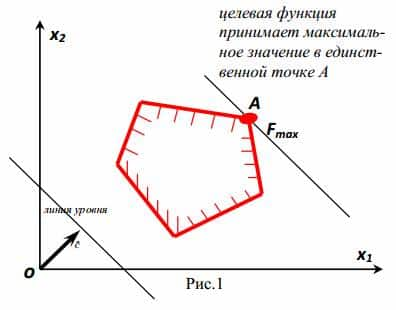 целевая функция
принимает максималь-
ное значение в единст-
венной точке A
x₂
A
Fmax
линия уровня
c̄
x₁
O
Рис.1